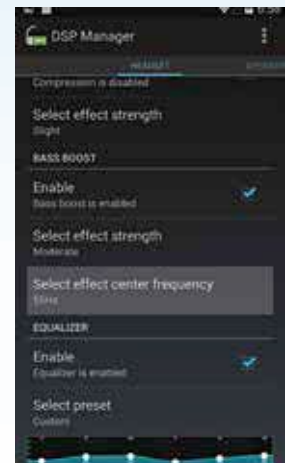 DSP Manager
HEADSET
Compression is disabled
Select effect strength
Slight
BASS BOOST
Enable
Bass boost is enabled
Select effect strength
Moderate
Select effect center frequency
EQUALIZER
Enable
Equalizer is enabled
Select preset
Custom